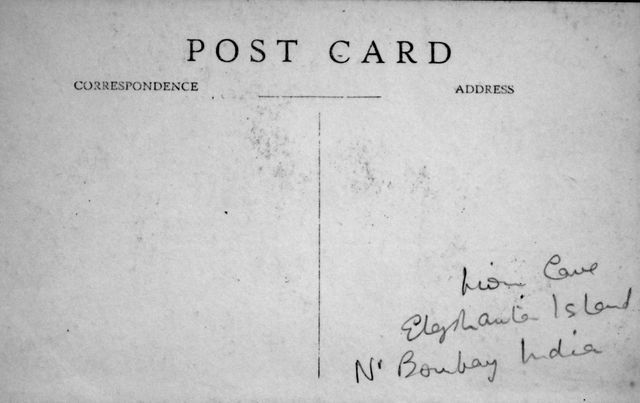 POST CARD
CORRESPONDENCE
ADDRESS
Lion Cave
Elephanta Island
Nr Bombay India